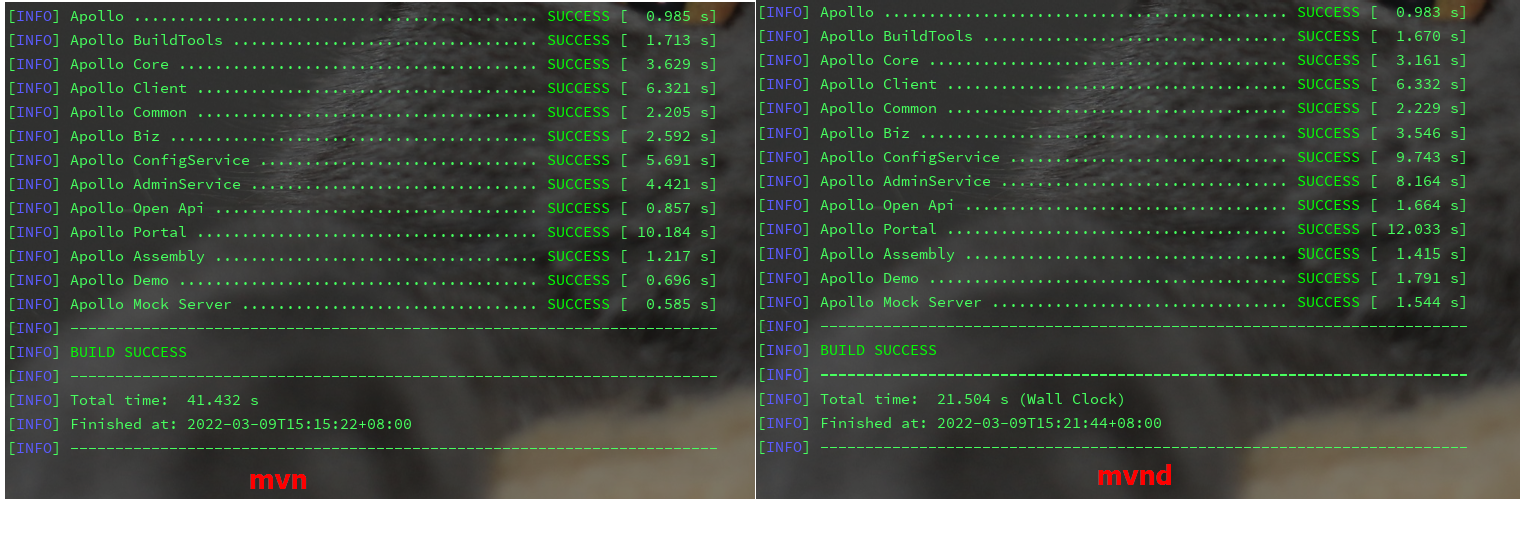 [INFO] Apollo ............................................. SUCCESS [  0.985 s]
[INFO] Apollo BuildTools .................................. SUCCESS [  1.713 s]
[INFO] Apollo Core ........................................ SUCCESS [  3.629 s]
[INFO] Apollo Client ...................................... SUCCESS [  6.321 s]
[INFO] Apollo Common ...................................... SUCCESS [  2.205 s]
[INFO] Apollo Biz ......................................... SUCCESS [  2.592 s]
[INFO] Apollo ConfigService ............................... SUCCESS [  5.691 s]
[INFO] Apollo AdminService ................................ SUCCESS [  4.421 s]
[INFO] Apollo Open Api .................................... SUCCESS [  0.857 s]
[INFO] Apollo Portal ...................................... SUCCESS [ 10.184 s]
[INFO] Apollo Assembly .................................... SUCCESS [  1.217 s]
[INFO] Apollo Demo ........................................ SUCCESS [  0.696 s]
[INFO] Apollo Mock Server ................................. SUCCESS [  0.585 s]
[INFO] ------------------------------------------------------------------------
[INFO] BUILD SUCCESS
[INFO] ------------------------------------------------------------------------
[INFO] Total time:  41.432 s
[INFO] Finished at: 2022-03-09T15:15:22+08:00
[INFO] ------------------------------------------------------------------------
mvn
[INFO] Apollo ............................................. SUCCESS [  0.983 s]
[INFO] Apollo BuildTools .................................. SUCCESS [  1.670 s]
[INFO] Apollo Core ........................................ SUCCESS [  3.161 s]
[INFO] Apollo Client ...................................... SUCCESS [  6.332 s]
[INFO] Apollo Common ...................................... SUCCESS [  2.229 s]
[INFO] Apollo Biz ......................................... SUCCESS [  3.546 s]
[INFO] Apollo ConfigService ............................... SUCCESS [  9.743 s]
[INFO] Apollo AdminService ................................ SUCCESS [  8.164 s]
[INFO] Apollo Open Api .................................... SUCCESS [  1.664 s]
[INFO] Apollo Portal ...................................... SUCCESS [ 12.033 s]
[INFO] Apollo Assembly .................................... SUCCESS [  1.415 s]
[INFO] Apollo Demo ........................................ SUCCESS [  1.791 s]
[INFO] Apollo Mock Server ................................. SUCCESS [  1.544 s]
[INFO] ------------------------------------------------------------------------
[INFO] BUILD SUCCESS
[INFO] ------------------------------------------------------------------------
[INFO] Total time:  21.504 s (Wall Clock)
[INFO] Finished at: 2022-03-09T15:21:44+08:00
[INFO] ------------------------------------------------------------------------
mvnd